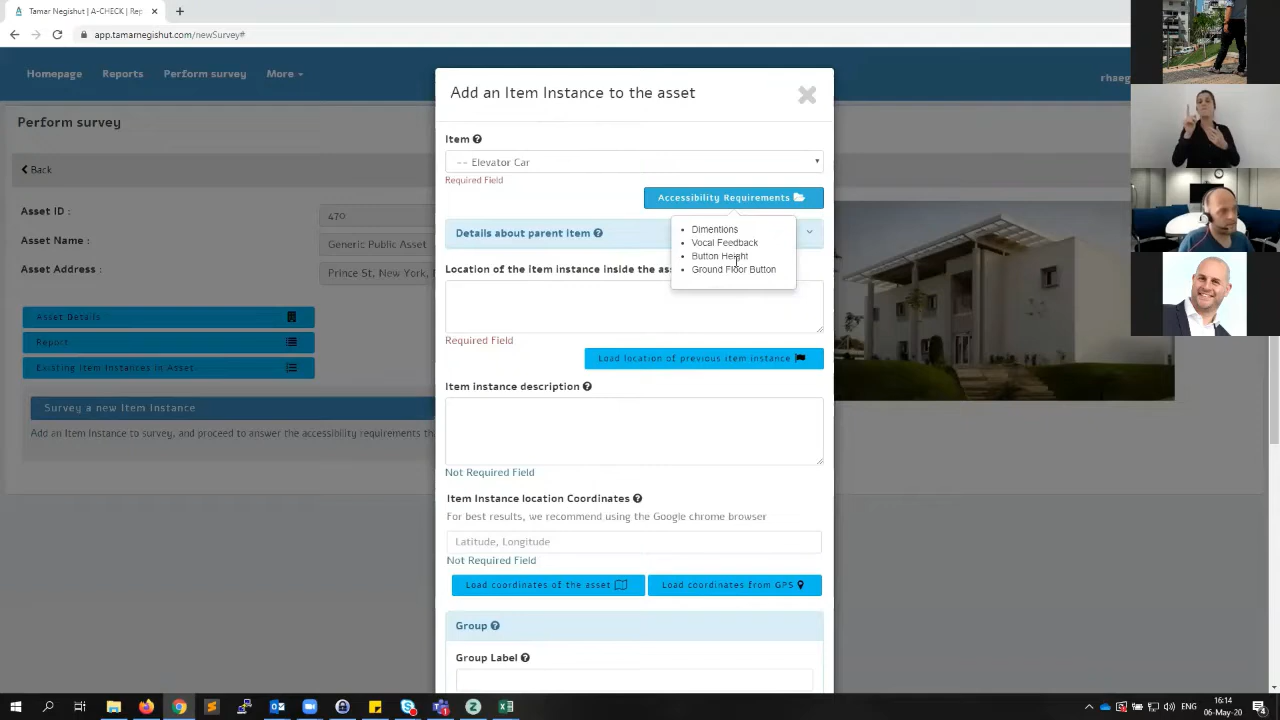 Tamar Negishut | A-CHECK | Rep
app.tamarnegishut.com/newSurvey#
Homepage Reports Perform survey More
rhaeg
Perform survey
Back
Asset ID : 470
Asset Name : Generic Public Asset
Asset Address : Prince St, New York,
Asset Details
Report
Existing Item Instances in Asset
Survey a new Item Instance
Add an Item Instance to survey, and proceed to answer the accessibility requirements th
Add an Item Instance to the asset
Item
-- Elevator Car
Required Field
Accessibility Requirements
Dimentions
Vocal Feedback
Button Height
Ground Floor Button
Details about parent item
Location of the item instance inside the ass
Required Field
Load location of previous item instance
Item instance description
Not Required Field
Item Instance location Coordinates
For best results, we recommend using the Google chrome browser
Latitude, Longitude
Not Required Field
Load coordinates of the asset
Load coordinates from GPS
Group
Group Label
16:14
06-May-20